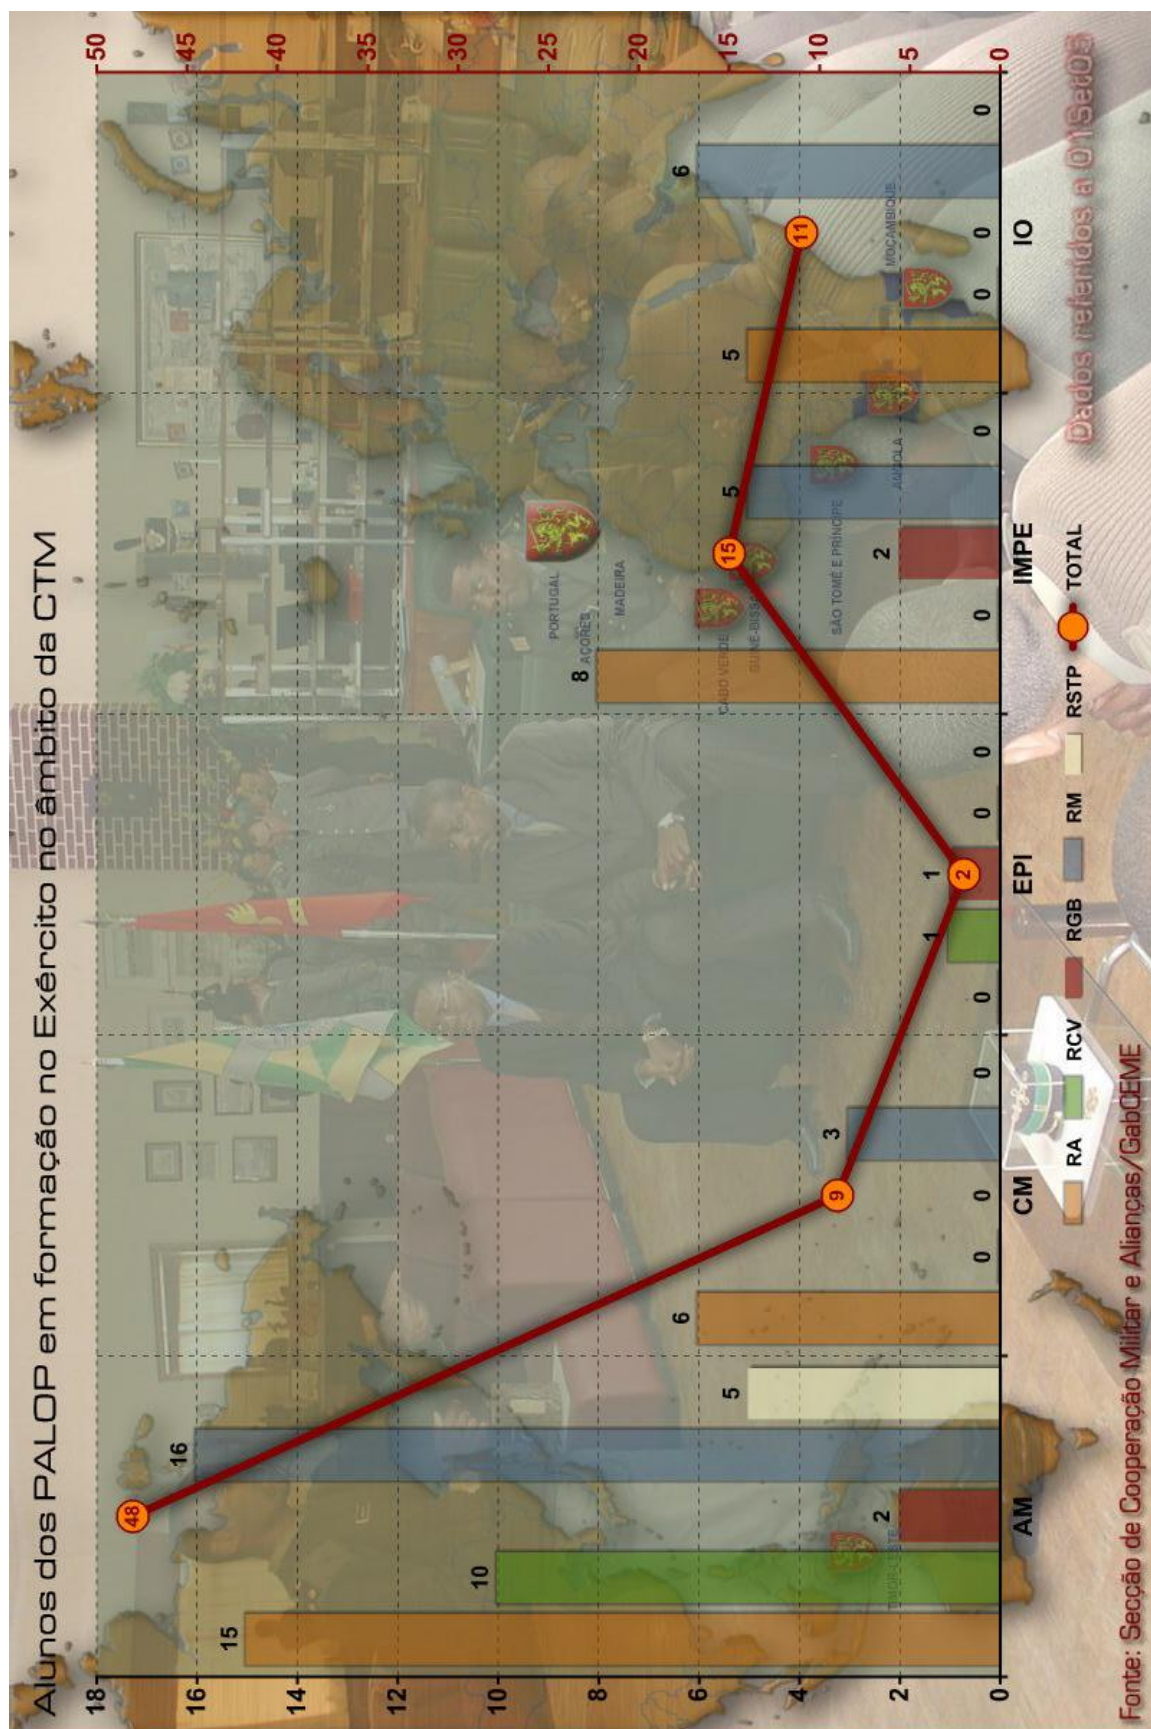 Alunos dos PALOP em formação no Exército no âmbito da CTM
18
16
14
12
10
8
6
4
2
0
50
45
40
35
30
25
20
15
10
5
0
15
10
2
16
5
48
6
0
0
3
0
9
0
1
1
0
0
2
8
0
2
5
0
15
5
0
0
6
0
11
PORTUGAL
AÇORES
MADEIRA
CABO VERDE
GUINÉ-BISSAU
SÃO TOMÉ E PRÍNCIPE
ANGOLA
MOÇAMBIQUE
TIMOR-LESTE
AM
CM
EPI
IMPE
IO
RA
RCV
RGB
RM
RSTP
TOTAL
Fonte: Secção de Cooperação Militar e Alianças/GabCEME
Dados referidos a 01Set05